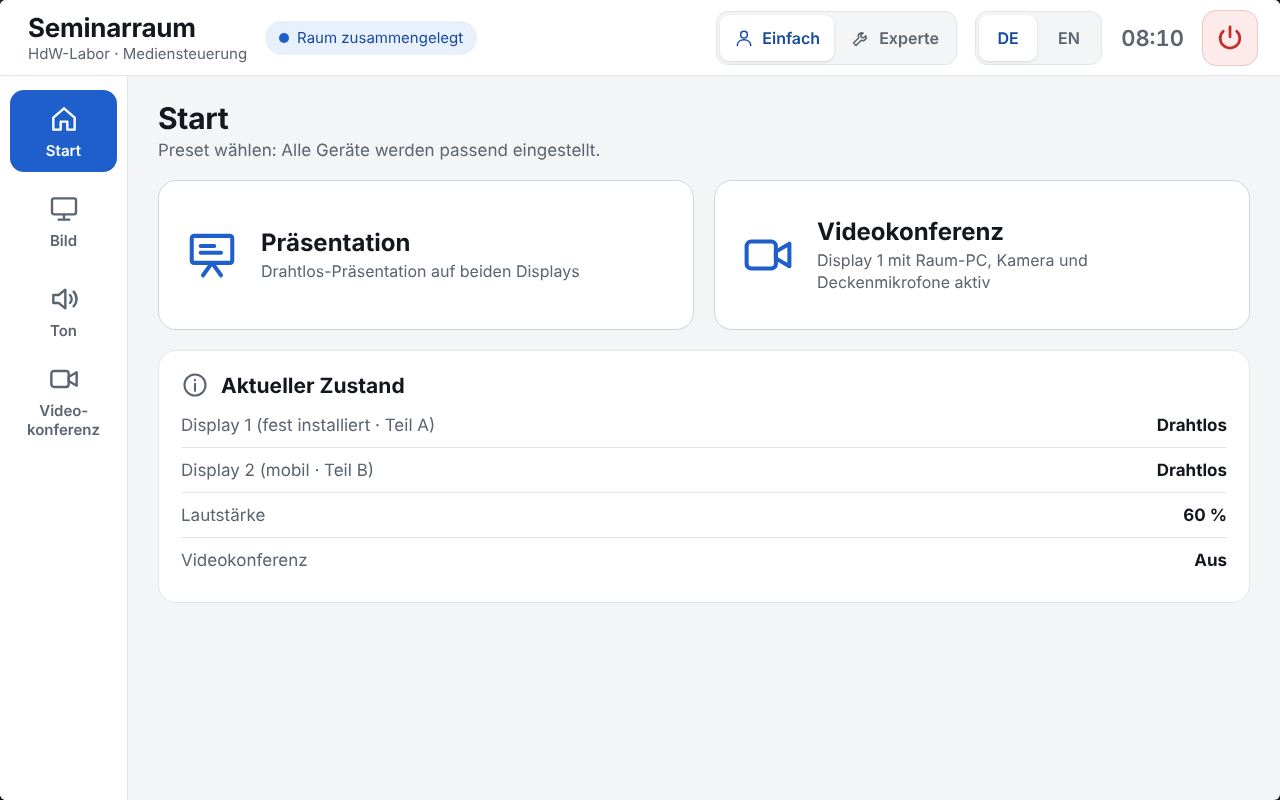 Seminarraum
HdW-Labor · Mediensteuerung
Raum zusammengelegt
Einfach
Experte
DE
EN
08:10
Start
Bild
Ton
Video-
konferenz
Start
Preset wählen: Alle Geräte werden passend eingestellt.
Präsentation
Drahtlos-Präsentation auf beiden Displays
Videokonferenz
Display 1 mit Raum-PC, Kamera und
Deckenmikrofone aktiv
Aktueller Zustand
Display 1 (fest installiert · Teil A) Drahtlos
Display 2 (mobil · Teil B) Drahtlos
Lautstärke 60 %
Videokonferenz Aus